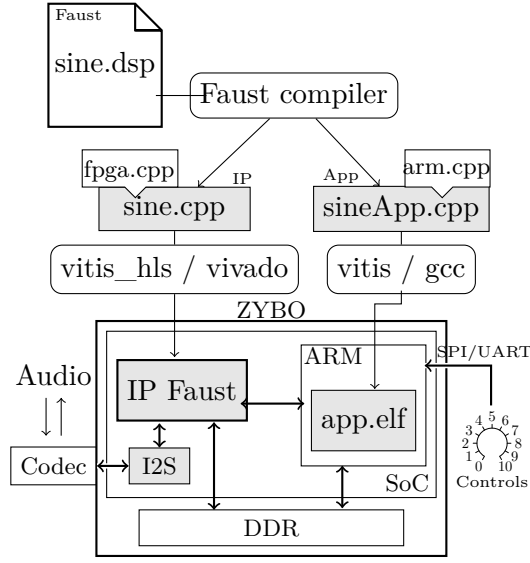 Faust
sine.dsp
Faust compiler
fpga.cpp
IP
sine.cpp
App
arm.cpp
sineApp.cpp
vitis_hls / vivado
vitis / gcc
ZYBO
ARM
SPI/UART
Audio
IP Faust
app.elf
Codec
I2S
SoC
0 1 2 3 4 5 6 7 8 9 10
Controls
DDR